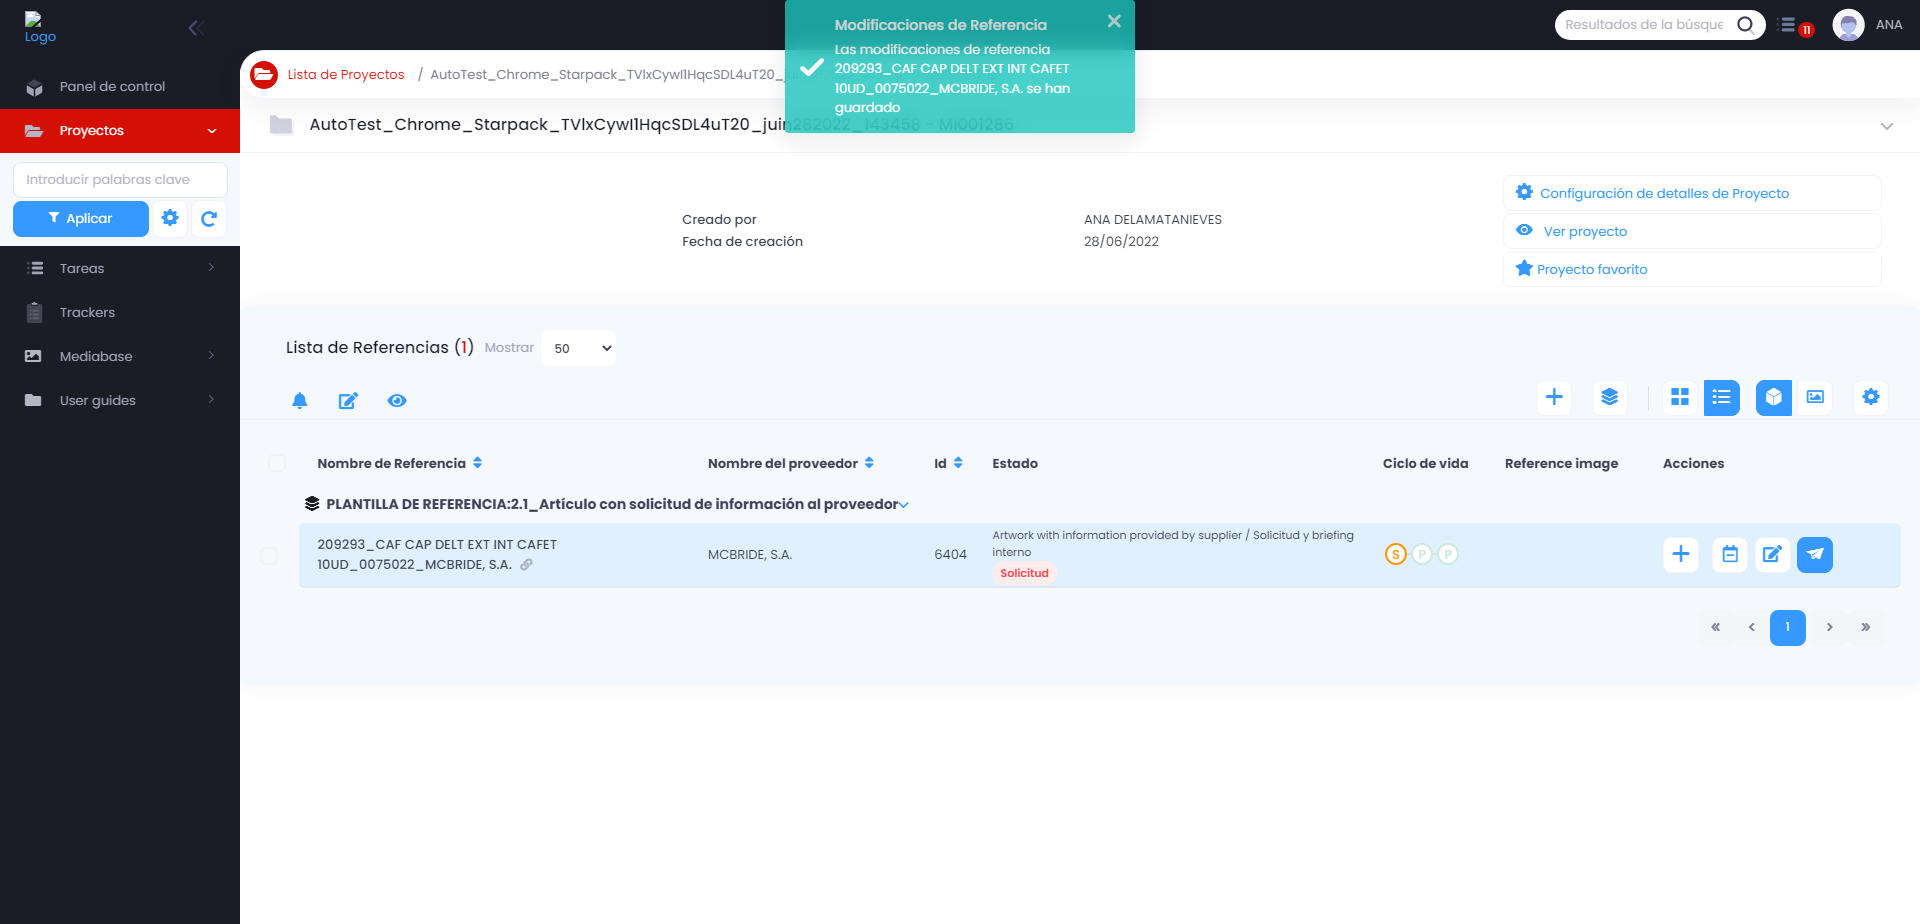 Logo
Panel de control
Proyectos
Introducir palabras clave
Aplicar
Tareas
Trackers
Mediabase
User guides
Resultados de la búsque
11
ANA
Lista de Proyectos / AutoTest_Chrome_Starpack_TVlxCywI1HqcSDL4uT20_jui
Modificaciones de Referencia
Las modificaciones de referencia
209293_CAF CAP DELT EXT INT CAFET
10UD_0075022_MCBRIDE, S.A. se han
guardado
AutoTest_Chrome_Starpack_TVlxCywI1HqcSDL4uT20_juin282022_143458 - MI001286
Creado por
ANA DELAMATANIEVES
Fecha de creación
28/06/2022
Configuración de detalles de Proyecto
Ver proyecto
Proyecto favorito
Lista de Referencias (1) Mostrar 50
Nombre de Referencia
Nombre del proveedor
Id
Estado
Ciclo de vida
Reference image
Acciones
PLANTILLA DE REFERENCIA:2.1_Artículo con solicitud de información al proveedor
209293_CAF CAP DELT EXT INT CAFET
10UD_0075022_MCBRIDE, S.A.
MCBRIDE, S.A.
6404
Artwork with information provided by supplier / Solicitud y briefing
interno
Solicitud
S P P
« ‹ 1 › »